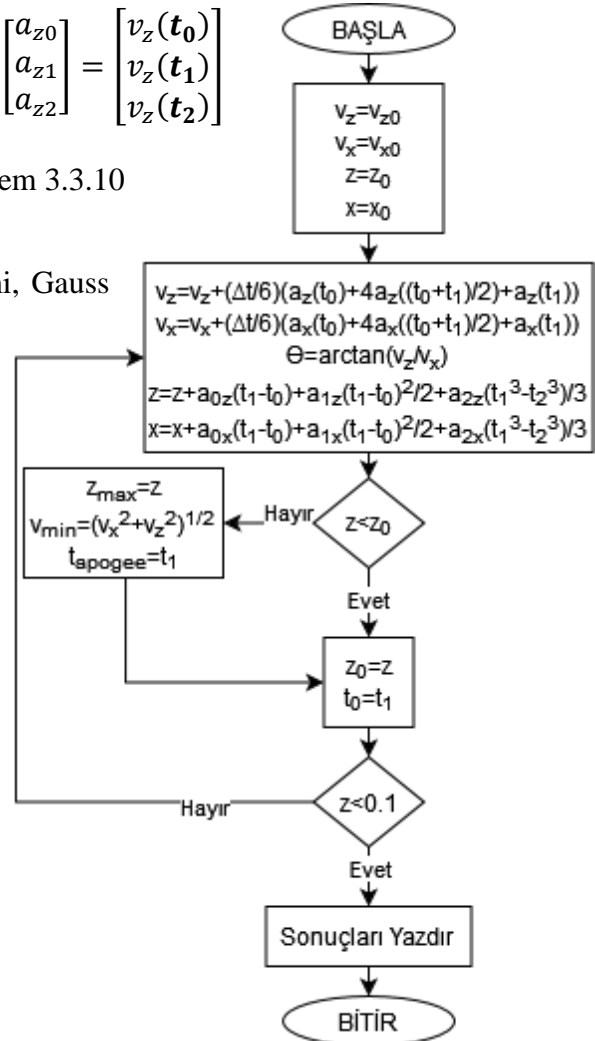 [a_z0 a_z1 a_z2] = [v_z(t_0) v_z(t_1) v_z(t_2)]
em 3.3.10
i, Gauss
BAŞLA
v_z=v_z0
v_x=v_x0
z=z_0
x=x_0
v_z=v_z+(Δt/6)(a_z(t_0)+4a_z((t_0+t_1)/2)+a_z(t_1))
v_x=v_x+(Δt/6)(a_x(t_0)+4a_x((t_0+t_1)/2)+a_x(t_1))
Θ=arctan(v_z/v_x)
z=z+a_0z(t_1-t_0)+a_1z(t_1-t_0)^2/2+a_2z(t_1^3-t_2^3)/3
x=x+a_0x(t_1-t_0)+a_1x(t_1-t_0)^2/2+a_2x(t_1^3-t_2^3)/3
z<z_0
Hayır
z_max=z
v_min=(v_x^2+v_z^2)^1/2
t_apogee=t_1
Evet
z_0=z
t_0=t_1
z<0.1
Hayır
Evet
Sonuçları Yazdır
BİTİR